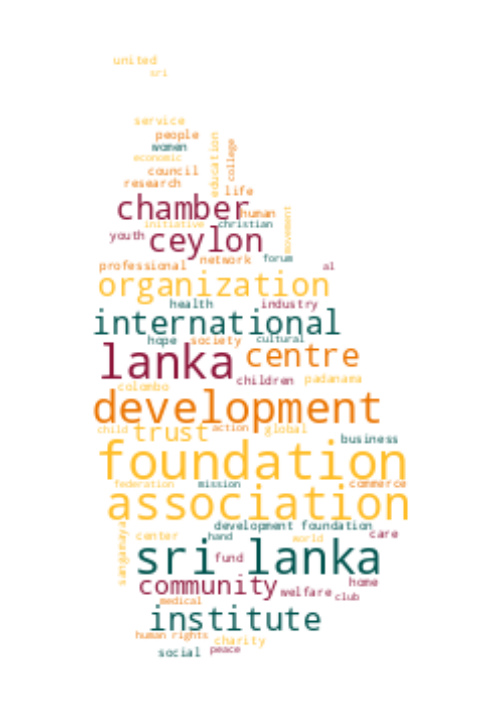 united
sri
service
people
women
education
college
economic
council
research
life
chamber
human
initiative
christian
movement
youth
ceylon
professional
network
forum
al
organization
health
industry
international
hope
society
cultural
lanka
centre
children
padanama
colombo
development
child
trust
action
global
business
foundation
federation
mission
commerce
association
sangamaya
development foundation
center
hand
world
care
sri lanka
fund
community
welfare
home
club
medical
institute
human rights
charity
social
peace